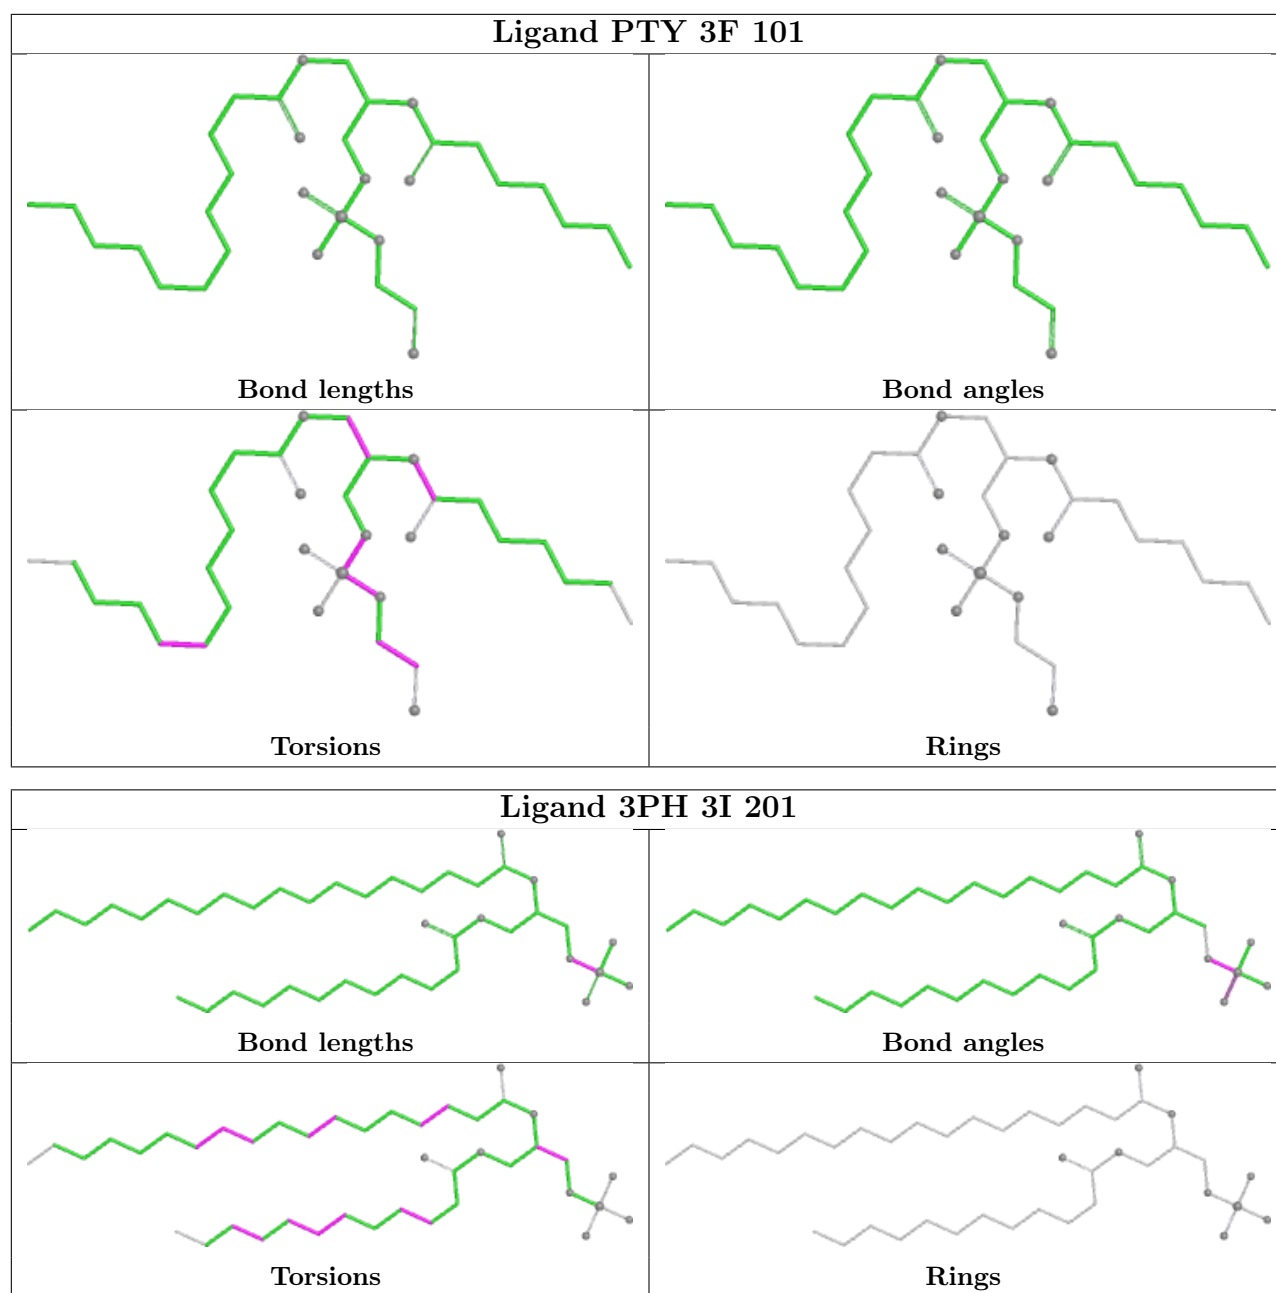 Ligand PTY 3F 101
Bond lengths
Bond angles
Torsions
Rings
Ligand 3PH 3I 201
Bond lengths
Bond angles
Torsions
Rings